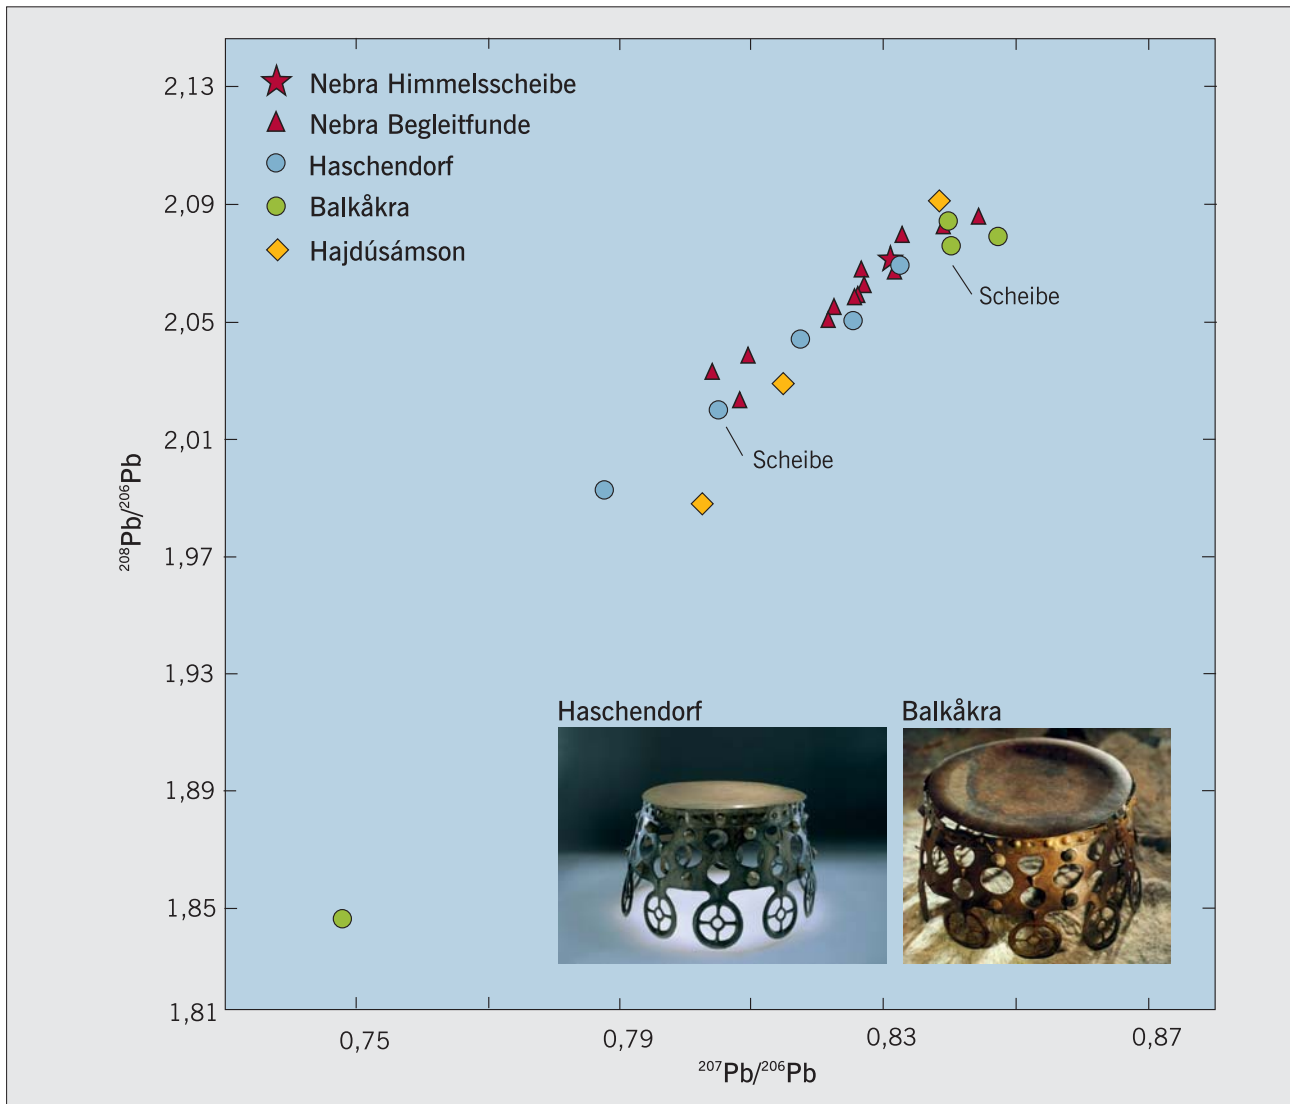 Nebra Himmelsscheibe
Nebra Begleitfunde
Haschendorf
Balkåkra
Hajdúsámson
2,13
2,09
2,05
2,01
1,97
1,93
1,89
1,85
1,81
²⁰⁸Pb/²⁰⁶Pb
Scheibe
Scheibe
Haschendorf
Balkåkra
0,75
0,79
0,83
0,87
²⁰⁷Pb/²⁰⁶Pb